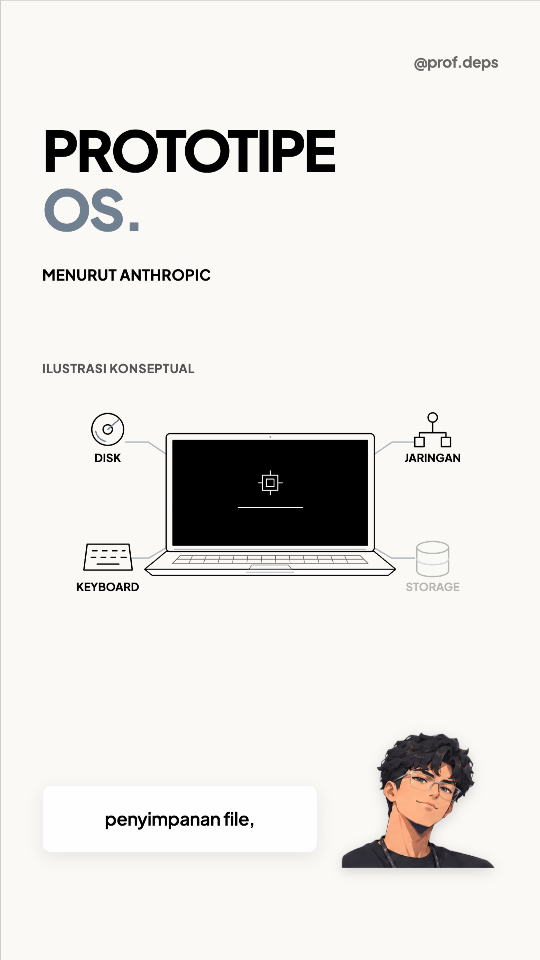 @prof.deps
PROTOTIPE
OS.
MENURUT ANTHROPIC
ILUSTRASI KONSEPTUAL
DISK
JARINGAN
KEYBOARD
STORAGE
penyimpanan file,